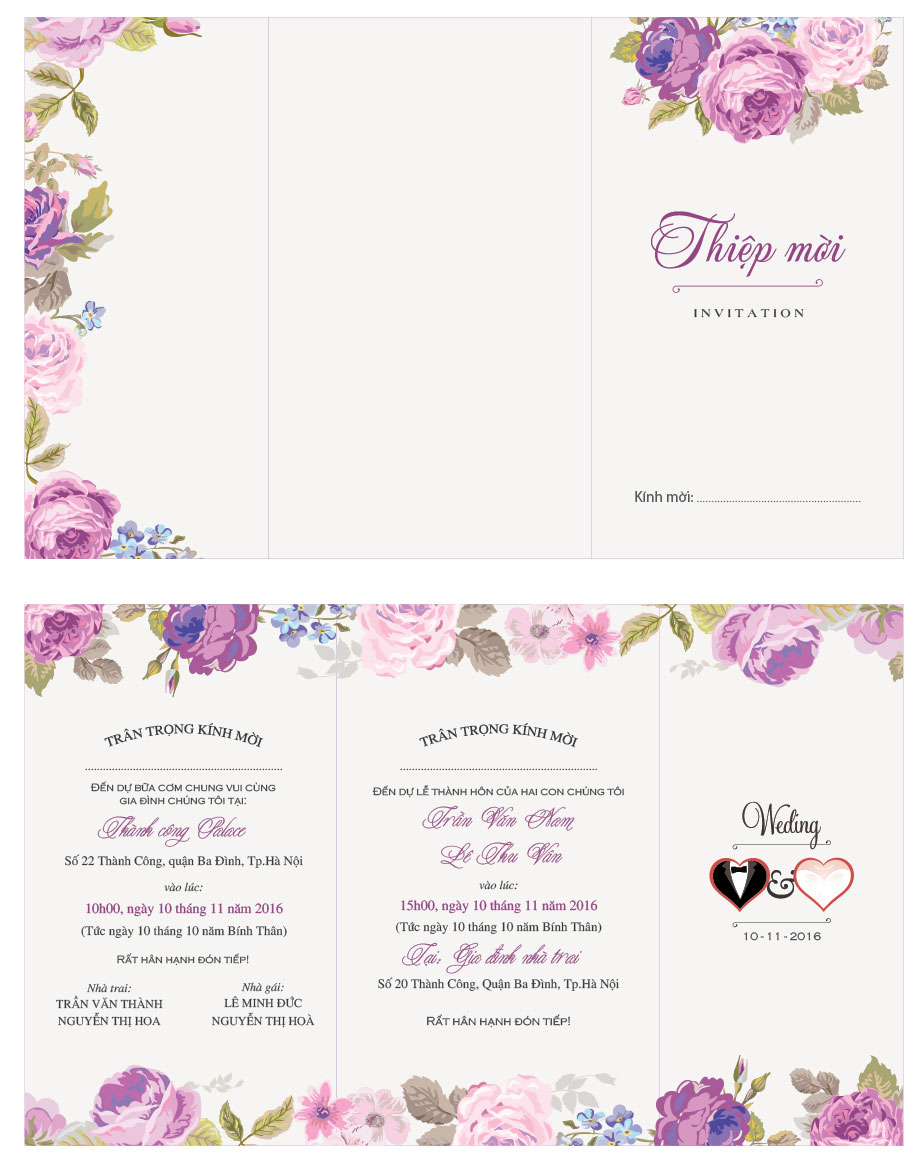 Thiệp mời
INVITATION
Kính mời: ........................................................
TRÂN TRỌNG KÍNH MỜI
....................................................................
ĐẾN DỰ BỮA CƠM CHUNG VUI CÙNG
GIA ĐÌNH CHÚNG TÔI TẠI:
Thành công Palace
Số 22 Thành Công, quận Ba Đình, Tp.Hà Nội
vào lúc:
10h00, ngày 10 tháng 11 năm 2016
(Tức ngày 10 tháng 10 năm Bính Thân)
RẤT HÂN HẠNH ĐÓN TIẾP!
Nhà trai:
TRẦN VĂN THÀNH
NGUYỄN THỊ HOA
Nhà gái:
LÊ MINH ĐỨC
NGUYỄN THỊ HOÀ
TRÂN TRỌNG KÍNH MỜI
....................................................................
ĐẾN DỰ LỄ THÀNH HÔN CỦA HAI CON CHÚNG TÔI
Trần Văn Nam
Lê Thu Vân
vào lúc:
15h00, ngày 10 tháng 11 năm 2016
(Tức ngày 10 tháng 10 năm Bính Thân)
Tại: Gia đình nhà trai
Số 20 Thành Công, Quận Ba Đình, Tp.Hà Nội
RẤT HÂN HẠNH ĐÓN TIẾP!
Weding
&
10-11-2016